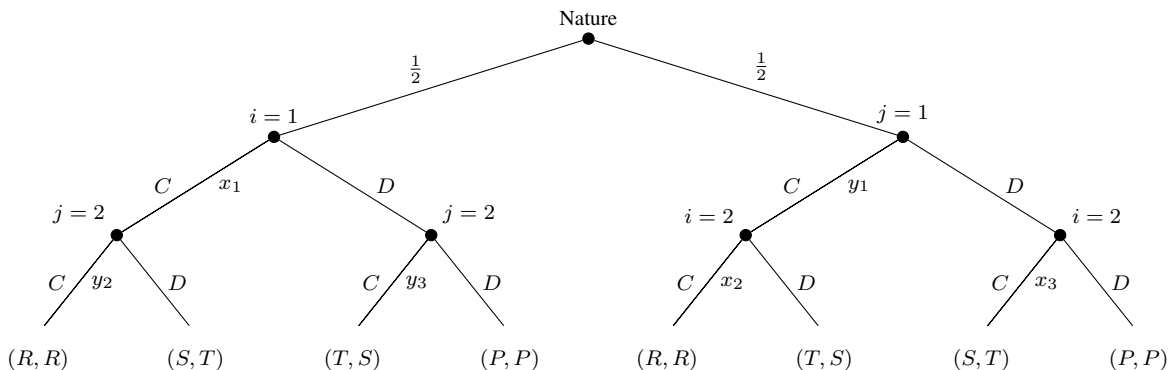 Nature
1/2 1/2
i = 1 j = 1
C x₁ D C y₁ D
j = 2 j = 2 i = 2 i = 2
C y₂ D C y₃ D C x₂ D C x₃ D
(R, R) (S, T) (T, S) (P, P) (R, R) (T, S) (S, T) (P, P)